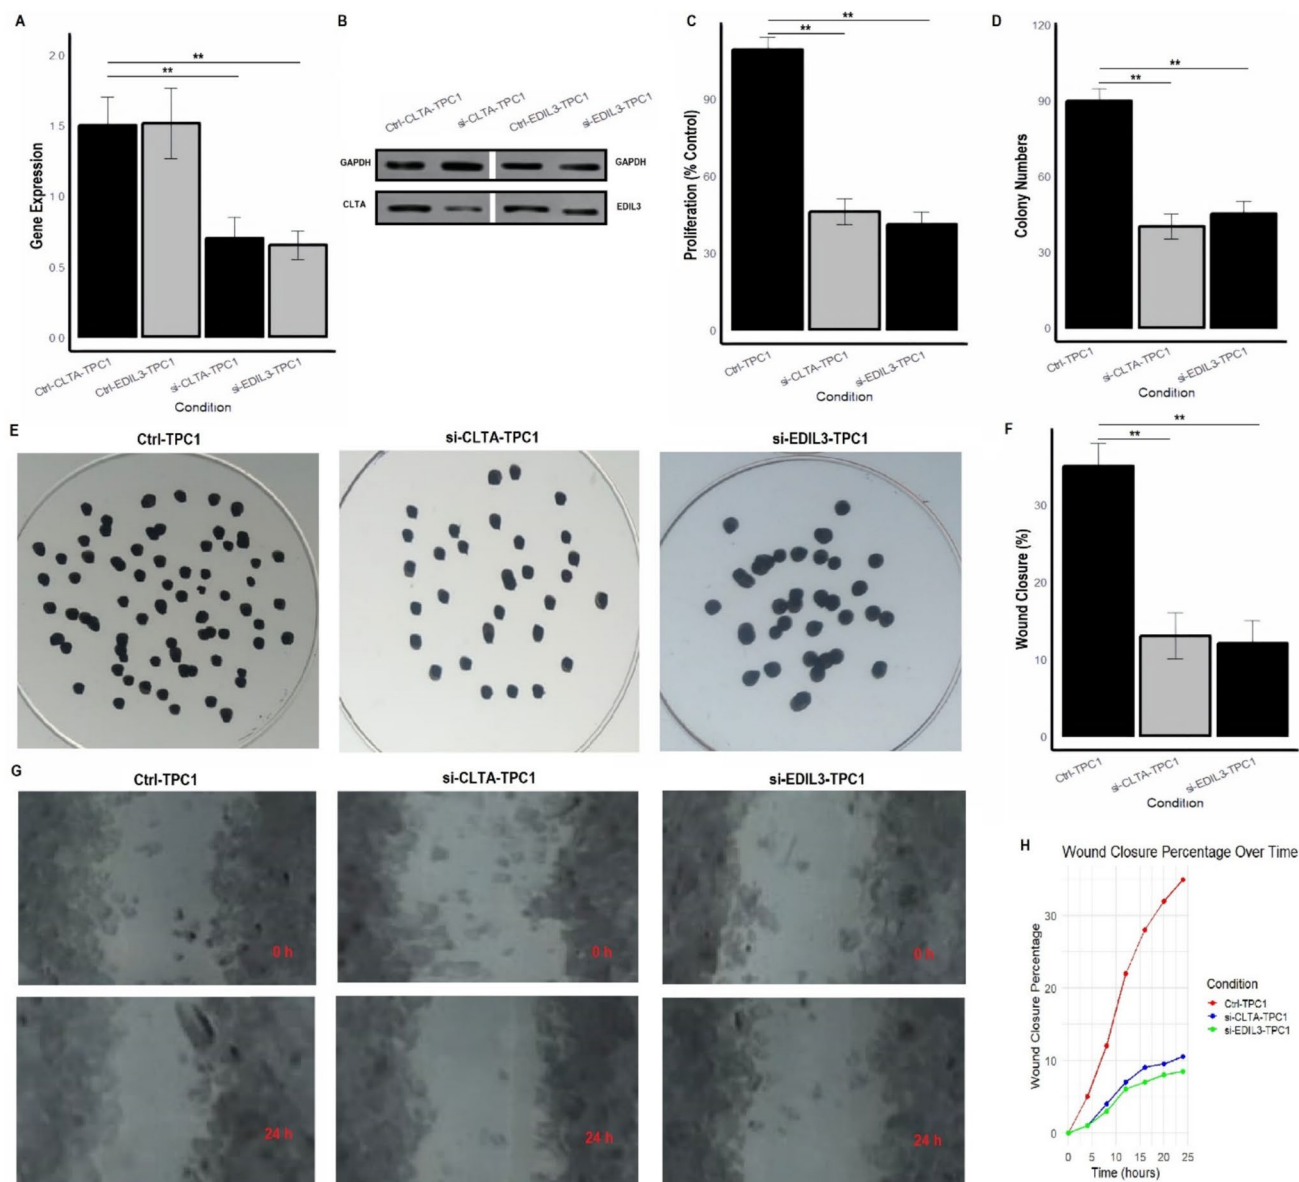 A
Gene Expression
2 0
1 5
1 0
0 5
0 0
**
**
Ctrl-CLTA-TPC1
Ctrl-EDIL3-TPC1
si-CLTA-TPC1
si-EDIL3-TPC1
Condition
B
Ctrl-CLTA-TPC1
si-CLTA-TPC1
Ctrl-EDIL3-TPC1
si-EDIL3-TPC1
GAPDH
GAPDH
CLTA
EDIL3
C
Proliferation (% Control)
90
60
30
0
**
**
Ctrl-TPC1
si-CLTA-TPC1
si-EDIL3-TPC1
Condition
D
Colony Numbers
120
90
60
30
0
**
**
Ctrl-TPC1
si-CLTA-TPC1
si-EDIL3-TPC1
Condition
E
Ctrl-TPC1
si-CLTA-TPC1
si-EDIL3-TPC1
F
Wound Closure (%)
30
20
10
0
**
**
Ctrl-TPC1
si-CLTA-TPC1
si-EDIL3-TPC1
Condition
G
Ctrl-TPC1
si-CLTA-TPC1
si-EDIL3-TPC1
0 h
0 h
0 h
24 h
24 h
24 h
H
Wound Closure Percentage Over Time
Wound Closure Percentage
30
20
10
0
0 5 10 15 20 25
Time (hours)
Condition
Ctrl-TPC1
si-CLTA-TPC1
si-EDIL3-TPC1